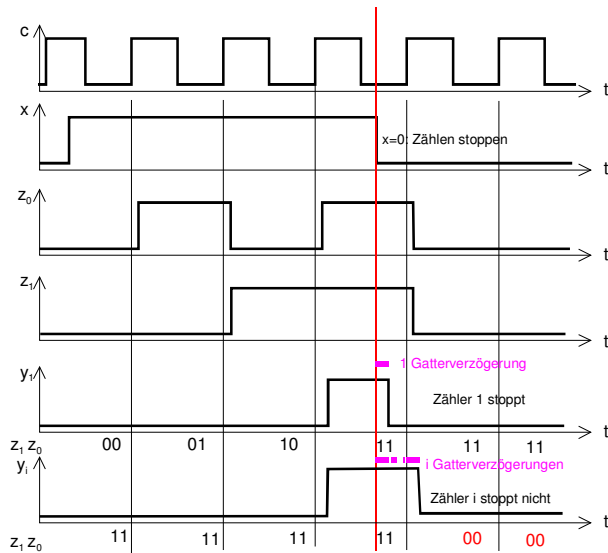 c
t
x
x=0: Zählen stoppen
t
z0
t
z1
t
1 Gatterverzögerung
y1
Zähler 1 stoppt
t
z1 z0 00 01 10 11 11 11
yi
i Gatterverzögerungen
Zähler i stoppt nicht
t
z1 z0 11 11 11 11 00 00